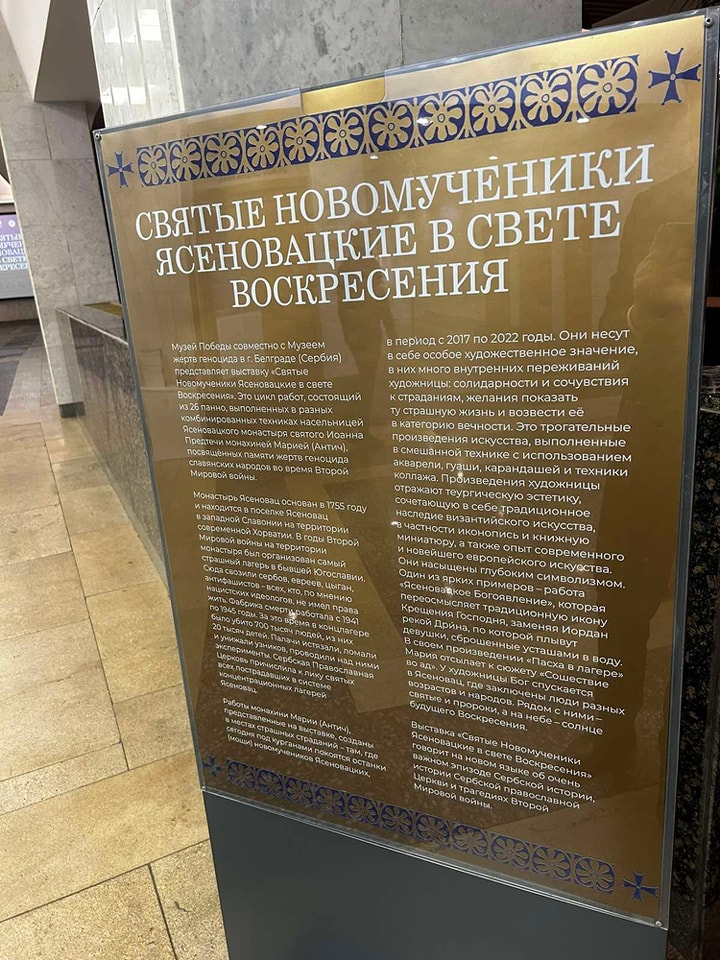 СВЯТЫЕ НОВОМУЧЕНИКИ
ЯСЕНОВАЦКИЕ В СВЕТЕ
ВОСКРЕСЕНИЯ
Музей Победы совместно с Музеем
жертв геноцида в г. Белграде (Сербия)
представляет выставку «Святые
Новомученики Ясеновацкие в свете
Воскресения». Это цикл работ, состоящий
из 26 панно, выполненных в разных
комбинированных техниках насельницей
Ясеновацкого монастыря святого Иоанна
Предтечи монахиней Марией (Антич),
посвящённых памяти жертв геноцида
славянских народов во время Второй
Мировой войны.
Монастырь Ясеновац основан в 1755 году
и находится в поселке Ясеновац
в западной Славонии на территории
современной Хорватии. В годы Второй
Мировой войны на территории
монастыря был организован самый
страшный лагерь в бывшей Югославии.
Сюда свозили сербов, евреев, цыган,
антифашистов – всех, кто, по мнению
нацистских идеологов, не имел права
жить. Фабрика смерти работала с 1941
по 1945 годы. За это время в концлагере
было убито 700 тысяч людей, из них
20 тысяч детей. Палачи истязали, ломали
и унижали узников, проводили над ними
эксперименты. Сербская Православная
Церковь причислила к лику святых
всех пострадавших в системе
концентрационных лагерей
Ясеновац.
Работы монахини Марии (Антич),
представленные на выставке, созданы
в местах страшных страданий – там, где
сегодня под курганами покоятся останки
(мощи) новомучеников Ясеновацких,
в период с 2017 по 2022 годы. Они несут
в себе особое художественное значение,
в них много внутренних переживаний
художницы: солидарности и сочувствия
к страданиям, желания показать
ту страшную жизнь и возвести её
в категорию вечности. Это трогательные
произведения искусства, выполненные
в смешанной технике с использованием
акварели, гуаши, карандашей и техники
коллажа. Произведения художницы
отражают теургическую эстетику,
сочетающую в себе традиционное
наследие византийского искусства,
в частности иконопись и книжную
миниатюру, а также опыт современного
и новейшего европейского искусства.
Они насыщены глубоким символизмом.
Один из ярких примеров – работа
«Ясеновацкое Богоявление», которая
переосмысляет традиционную икону
Крещения Господня, заменяя Иордан
рекой Дрйна, по которой плывут
девушки, сброшенные усташами в воду.
В своем произведении «Пасха в лагере»
Мария отсылает к сюжету «Сошествие
во ад». У художницы Бог спускается
в Ясеновац, где заключены люди разных
возрастов и народов. Рядом с ними –
святые и пророки, а на небе – солнце
будущего Воскресения.
Выставка «Святые Новомученики
Ясеновацкие в свете Воскресения»
говорит на новом языке об очень
важном эпизоде Сербской истории,
истории Сербской православной
Церкви и трагедиях Второй
Мировой войны.